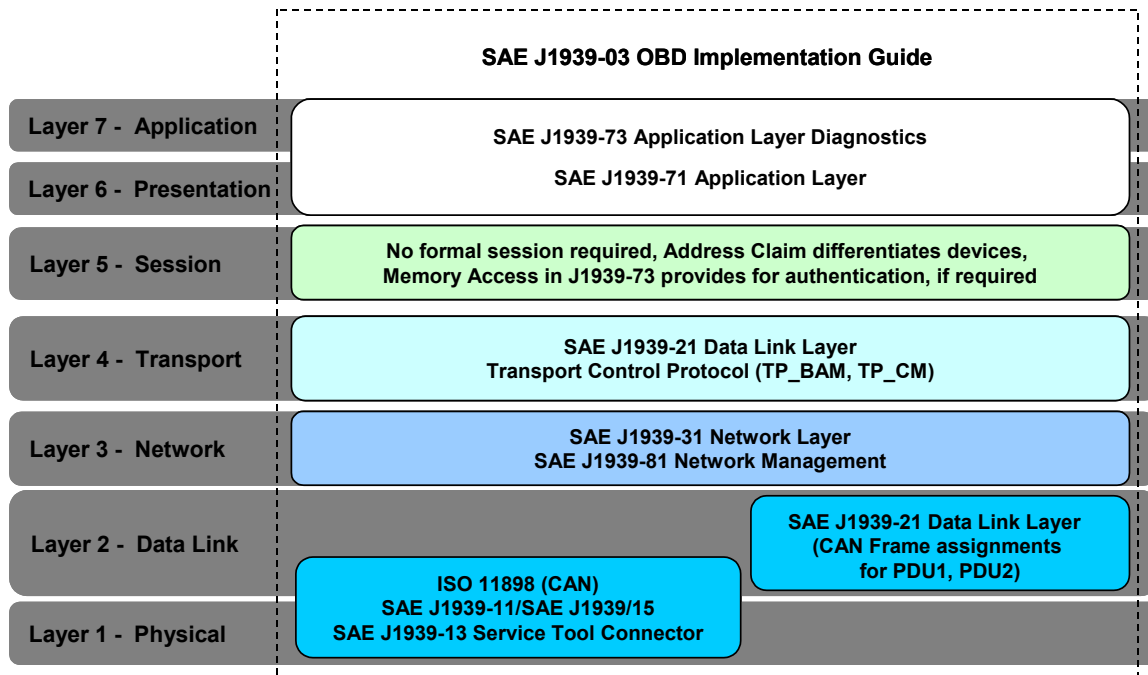 SAE J1939-03 OBD Implementation Guide
Layer 7 - Application
SAE J1939-73 Application Layer Diagnostics
SAE J1939-71 Application Layer
Layer 6 - Presentation
Layer 5 - Session
No formal session required, Address Claim differentiates devices,
Memory Access in J1939-73 provides for authentication, if required
Layer 4 - Transport
SAE J1939-21 Data Link Layer
Transport Control Protocol (TP_BAM, TP_CM)
Layer 3 - Network
SAE J1939-31 Network Layer
SAE J1939-81 Network Management
Layer 2 - Data Link
SAE J1939-21 Data Link Layer
(CAN Frame assignments
for PDU1, PDU2)
ISO 11898 (CAN)
SAE J1939-11/SAE J1939/15
SAE J1939-13 Service Tool Connector
Layer 1 - Physical